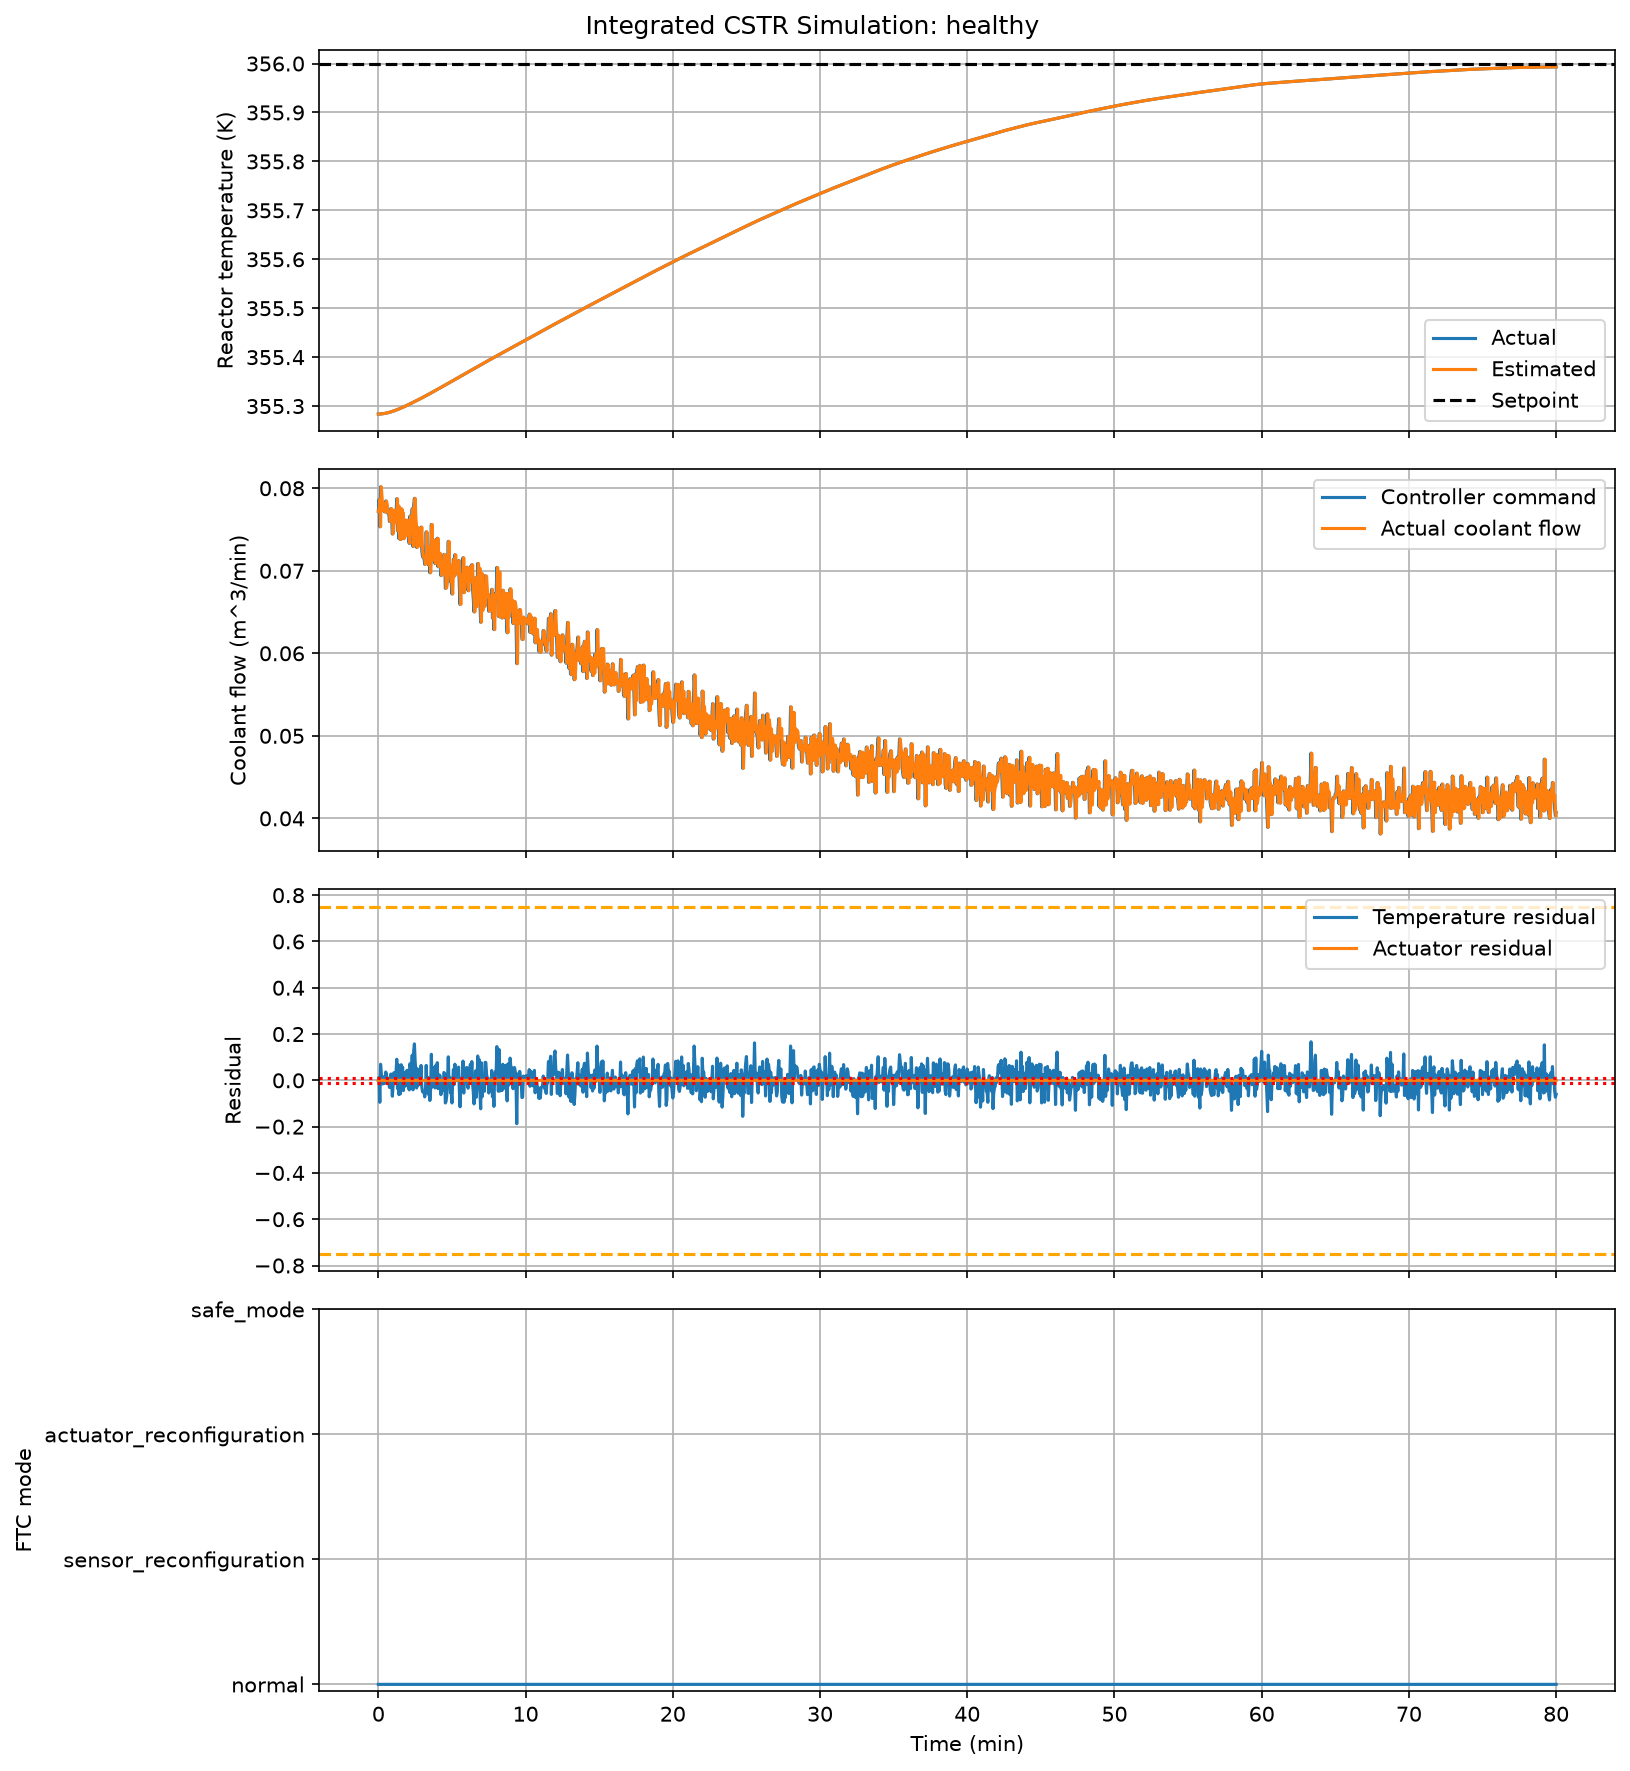 Integrated CSTR Simulation: healthy
Reactor temperature (K)
356.0
355.9
355.8
355.7
355.6
355.5
355.4
355.3
Actual
Estimated
Setpoint
Coolant flow (m^3/min)
0.08
0.07
0.06
0.05
0.04
Controller command
Actual coolant flow
Residual
0.8
0.6
0.4
0.2
0.0
−0.2
−0.4
−0.6
−0.8
Temperature residual
Actuator residual
FTC mode
safe_mode
actuator_reconfiguration
sensor_reconfiguration
normal
0 10 20 30 40 50 60 70 80
Time (min)